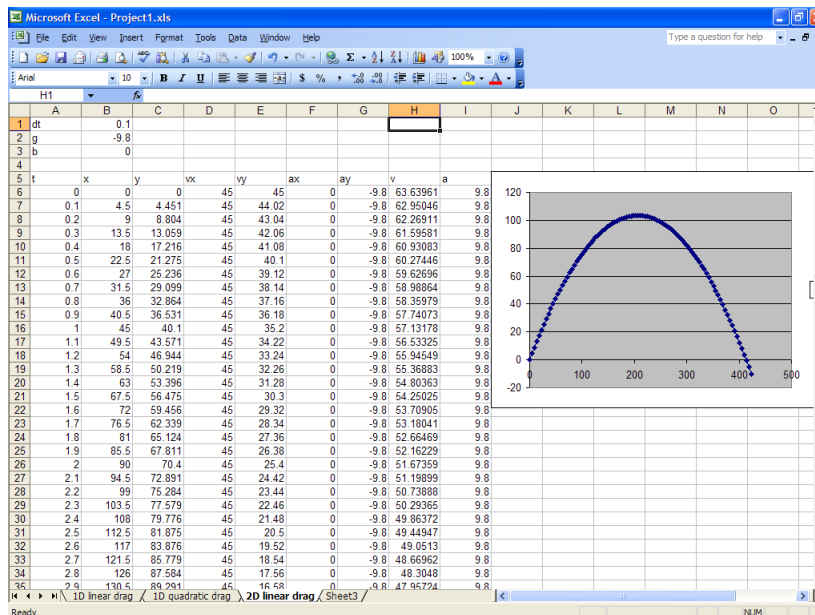 Microsoft Excel - Project1.xls
File Edit View Insert Format Tools Data Window Help Type a question for help
100%
Arial 10 B I U $ % ,
H1 fx
A B C D E F G H I J K L M N O
1 dt 0.1
2 g -9.8
3 b 0
4
5 t x y vx vy ax ay v a
6 0 0 0 45 45 0 -9.8 63.63961 9.8
7 0.1 4.5 4.451 45 44.02 0 -9.8 62.95046 9.8
8 0.2 9 8.804 45 43.04 0 -9.8 62.26911 9.8
9 0.3 13.5 13.059 45 42.06 0 -9.8 61.59581 9.8
10 0.4 18 17.216 45 41.08 0 -9.8 60.93083 9.8
11 0.5 22.5 21.275 45 40.1 0 -9.8 60.27446 9.8
12 0.6 27 25.236 45 39.12 0 -9.8 59.62696 9.8
13 0.7 31.5 29.099 45 38.14 0 -9.8 58.98864 9.8
14 0.8 36 32.864 45 37.16 0 -9.8 58.35979 9.8
15 0.9 40.5 36.531 45 36.18 0 -9.8 57.74073 9.8
16 1 45 40.1 45 35.2 0 -9.8 57.13178 9.8
17 1.1 49.5 43.571 45 34.22 0 -9.8 56.53325 9.8
18 1.2 54 46.944 45 33.24 0 -9.8 55.94549 9.8
19 1.3 58.5 50.219 45 32.26 0 -9.8 55.36883 9.8
20 1.4 63 53.396 45 31.28 0 -9.8 54.80363 9.8
21 1.5 67.5 56.475 45 30.3 0 -9.8 54.25025 9.8
22 1.6 72 59.456 45 29.32 0 -9.8 53.70905 9.8
23 1.7 76.5 62.339 45 28.34 0 -9.8 53.18041 9.8
24 1.8 81 65.124 45 27.36 0 -9.8 52.66469 9.8
25 1.9 85.5 67.811 45 26.38 0 -9.8 52.16229 9.8
26 2 90 70.4 45 25.4 0 -9.8 51.67359 9.8
27 2.1 94.5 72.891 45 24.42 0 -9.8 51.19899 9.8
28 2.2 99 75.284 45 23.44 0 -9.8 50.73888 9.8
29 2.3 103.5 77.579 45 22.46 0 -9.8 50.29365 9.8
30 2.4 108 79.776 45 21.48 0 -9.8 49.86372 9.8
31 2.5 112.5 81.875 45 20.5 0 -9.8 49.44947 9.8
32 2.6 117 83.876 45 19.52 0 -9.8 49.0513 9.8
33 2.7 121.5 85.779 45 18.54 0 -9.8 48.66962 9.8
34 2.8 126 87.584 45 17.56 0 -9.8 48.3048 9.8
35 2.9 130.5 89.291 45 16.58 0 -9.8 47.95724 9.8
120
100
80
60
40
20
0
-20
100 200 300 400 500
1D linear drag 1D quadratic drag 2D linear drag Sheet3
Ready NUM